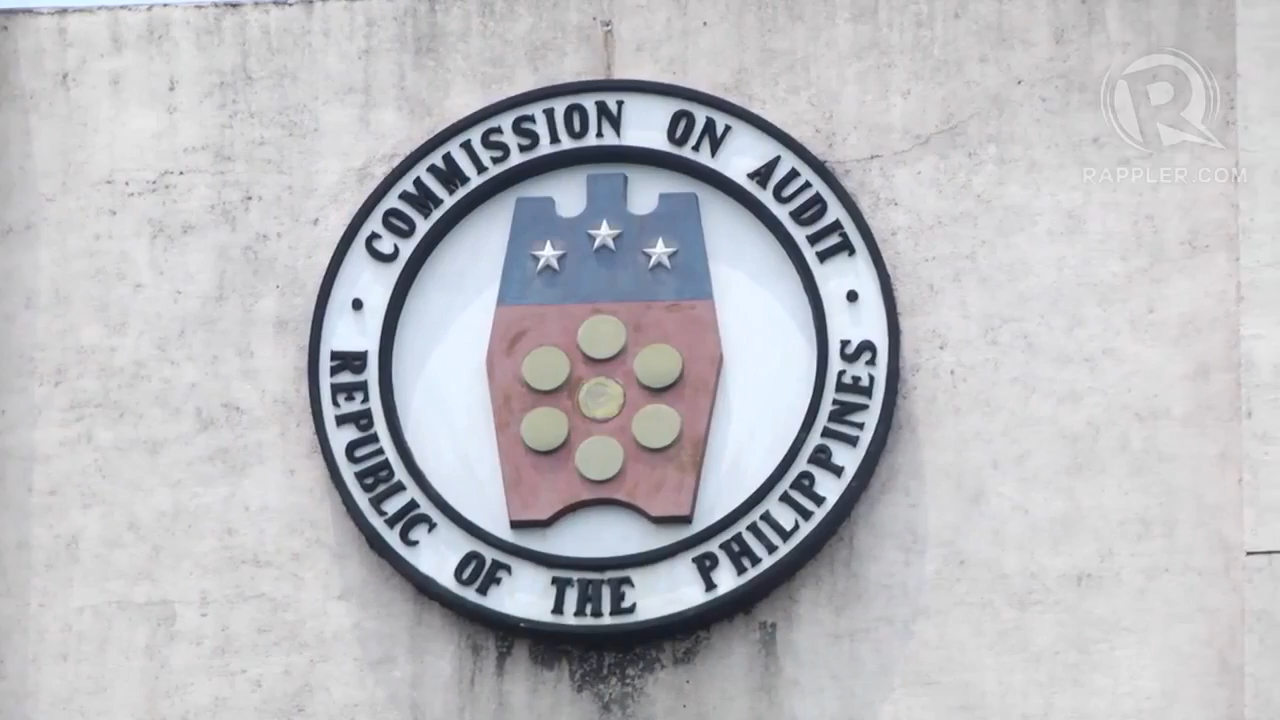 COMMISSION ON AUDIT
REPUBLIC OF THE PHILIPPINES
R
RAPPLER.COM